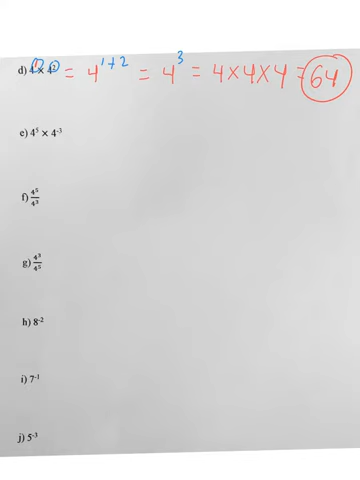 d) 4¹ × 4² = 4¹⁺² = 4³ = 4 × 4 × 4 = 64
e) 4⁵ × 4⁻³
f) 4⁵/4³
g) 4³/4⁵
h) 8⁻²
i) 7⁻¹
j) 5⁻³